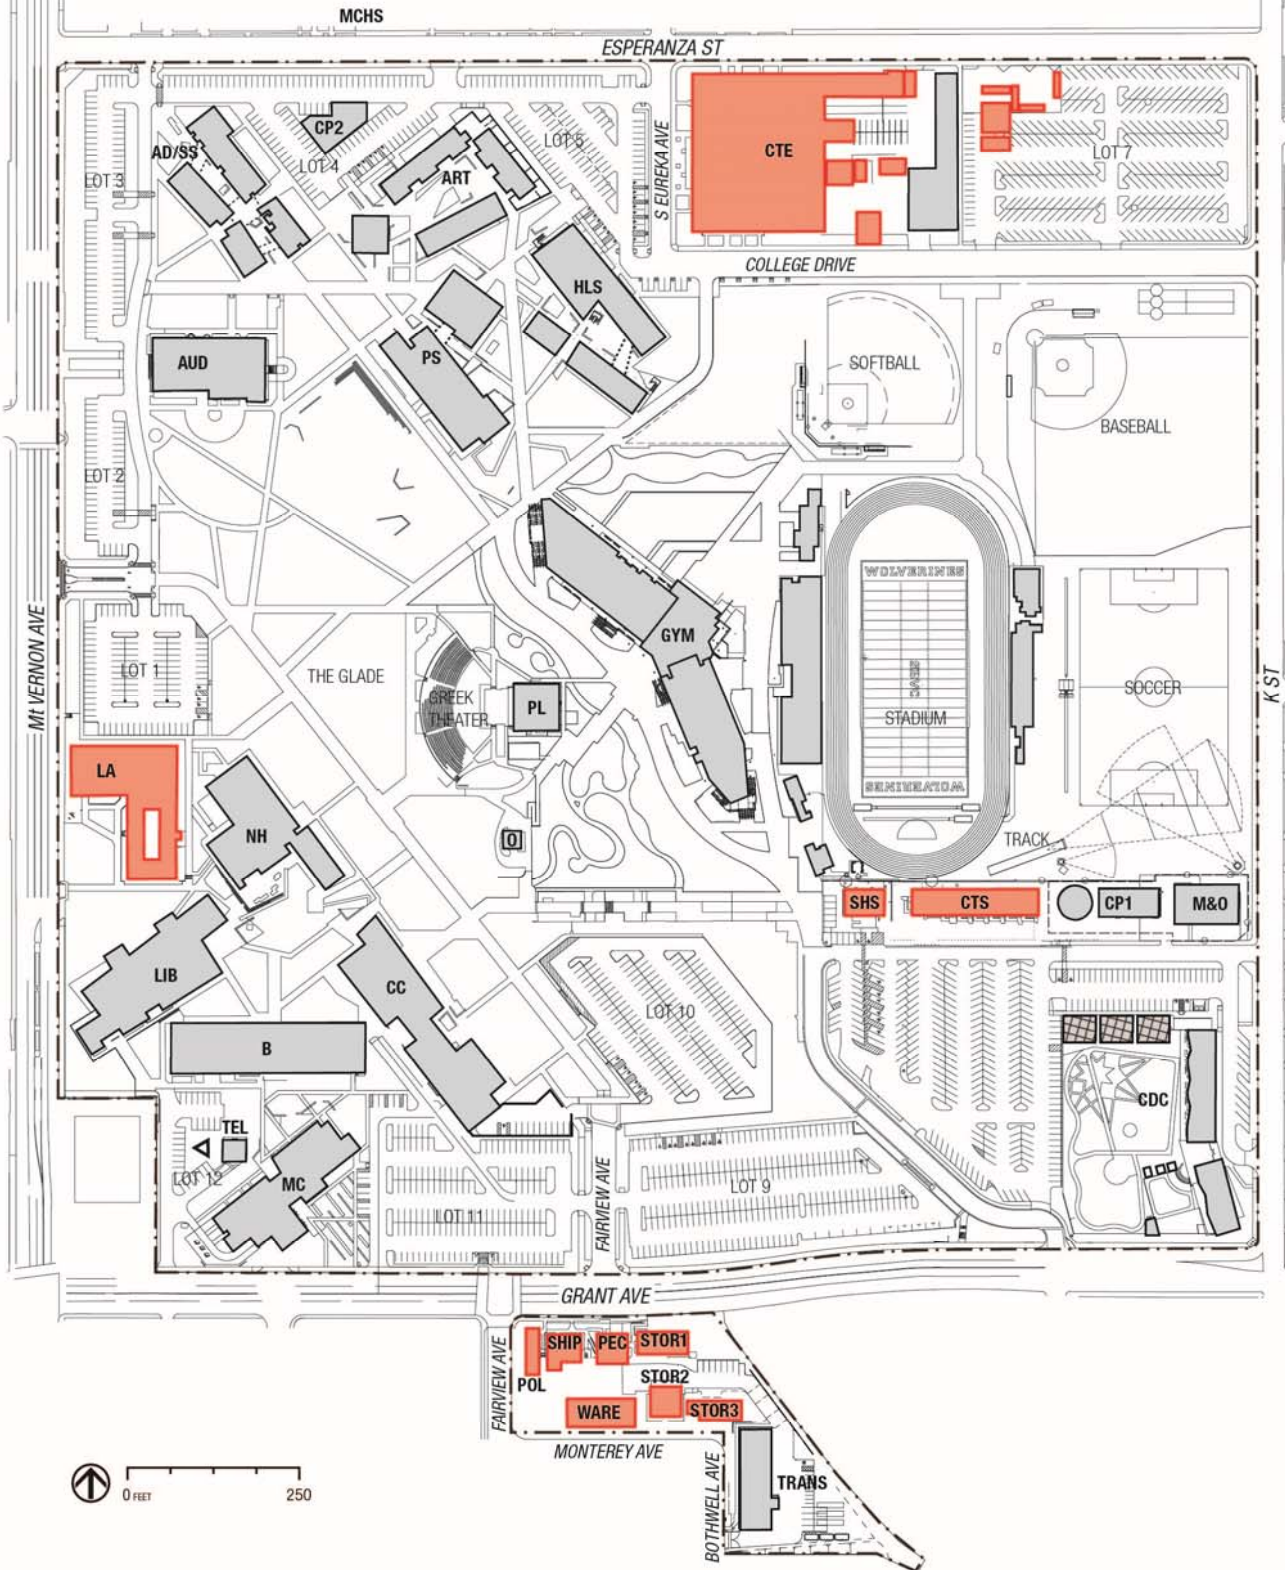 MCHS
ESPERANZA ST
CP2
AD/SS
LOT 4
LOT 5
LOT 3
ART
S EUREKA AVE
CTE
LOT 7
COLLEGE DRIVE
HLS
PS
AUD
SOFTBALL
BASEBALL
LOT 2
WOLVERINES
Mt VERNON AVE
GYM
LOT 1
THE GLADE
GREEK
THEATER
PL
SOCCER
K ST
STADIUM
LA
WOLVERINES
NH
O
TRACK
SHS
CTS
CP1
M&O
LIB
CC
LOT 10
B
CDC
TEL
LOT 12
MC
LOT 9
LOT 11
FAIRVIEW AVE
GRANT AVE
FAIRVIEW AVE
SHIP
PEC
STOR1
POL
STOR2
WARE
STOR3
MONTEREY AVE
BOTHWELL AVE
TRANS
0 FEET
250